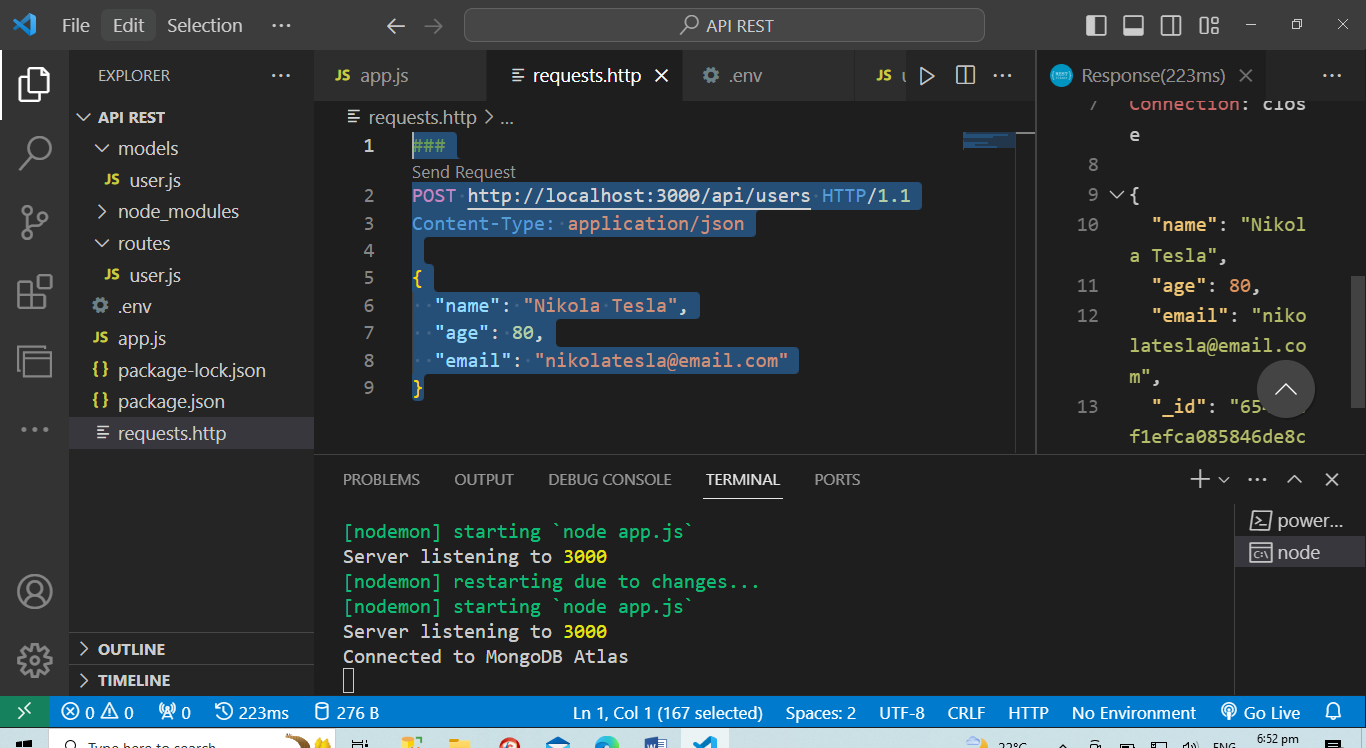 File Edit Selection ···
API REST
EXPLORER ···
API REST
models
JS user.js
node_modules
routes
JS user.js
.env
JS app.js
{} package-lock.json
{} package.json
requests.http
OUTLINE
TIMELINE
JS app.js
requests.http
.env
JS
requests.http > ...
1 ###
Send Request
2 POST http://localhost:3000/api/users HTTP/1.1
3 Content-Type: application/json
4
5 {
6 "name": "Nikola Tesla",
7 "age": 80,
8 "email": "nikolatesla@email.com"
9 }
Response(223ms)
7 Connection: clos
e
8
9 {
10 "name": "Nikol
a Tesla",
11 "age": 80,
12 "email": "niko
latesla@email.co
m",
13 "_id": "65
f1efca085846de8c
PROBLEMS OUTPUT DEBUG CONSOLE TERMINAL PORTS
[nodemon] starting `node app.js`
Server listening to 3000
[nodemon] restarting due to changes...
[nodemon] starting `node app.js`
Server listening to 3000
Connected to MongoDB Atlas
power...
node
0 0 0 223ms 276 B Ln 1, Col 1 (167 selected) Spaces: 2 UTF-8 CRLF HTTP No Environment Go Live
Type here to search
22°C ENG 6:52 pm